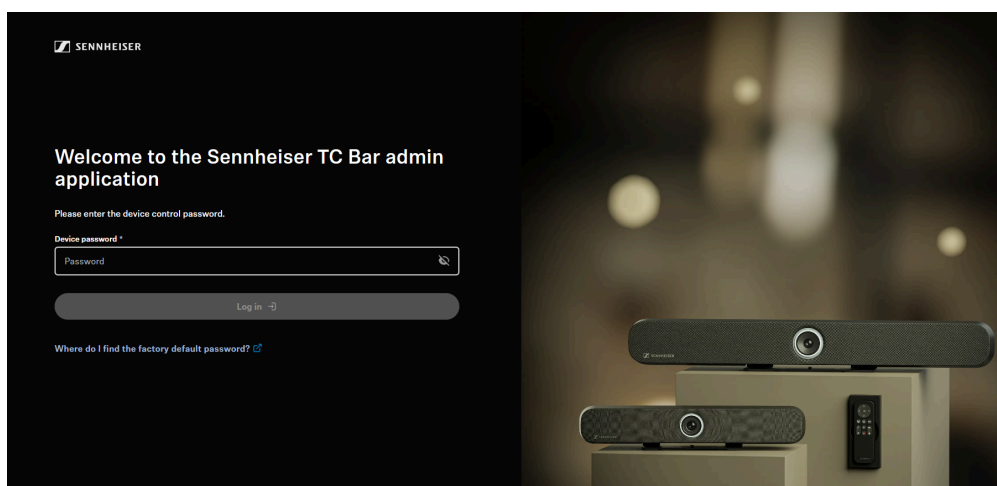 SENNHEISER
Welcome to the Sennheiser TC Bar admin
application
Please enter the device control password.
Device password *
Password
Log in
Where do I find the factory default password?
SENNHEISER